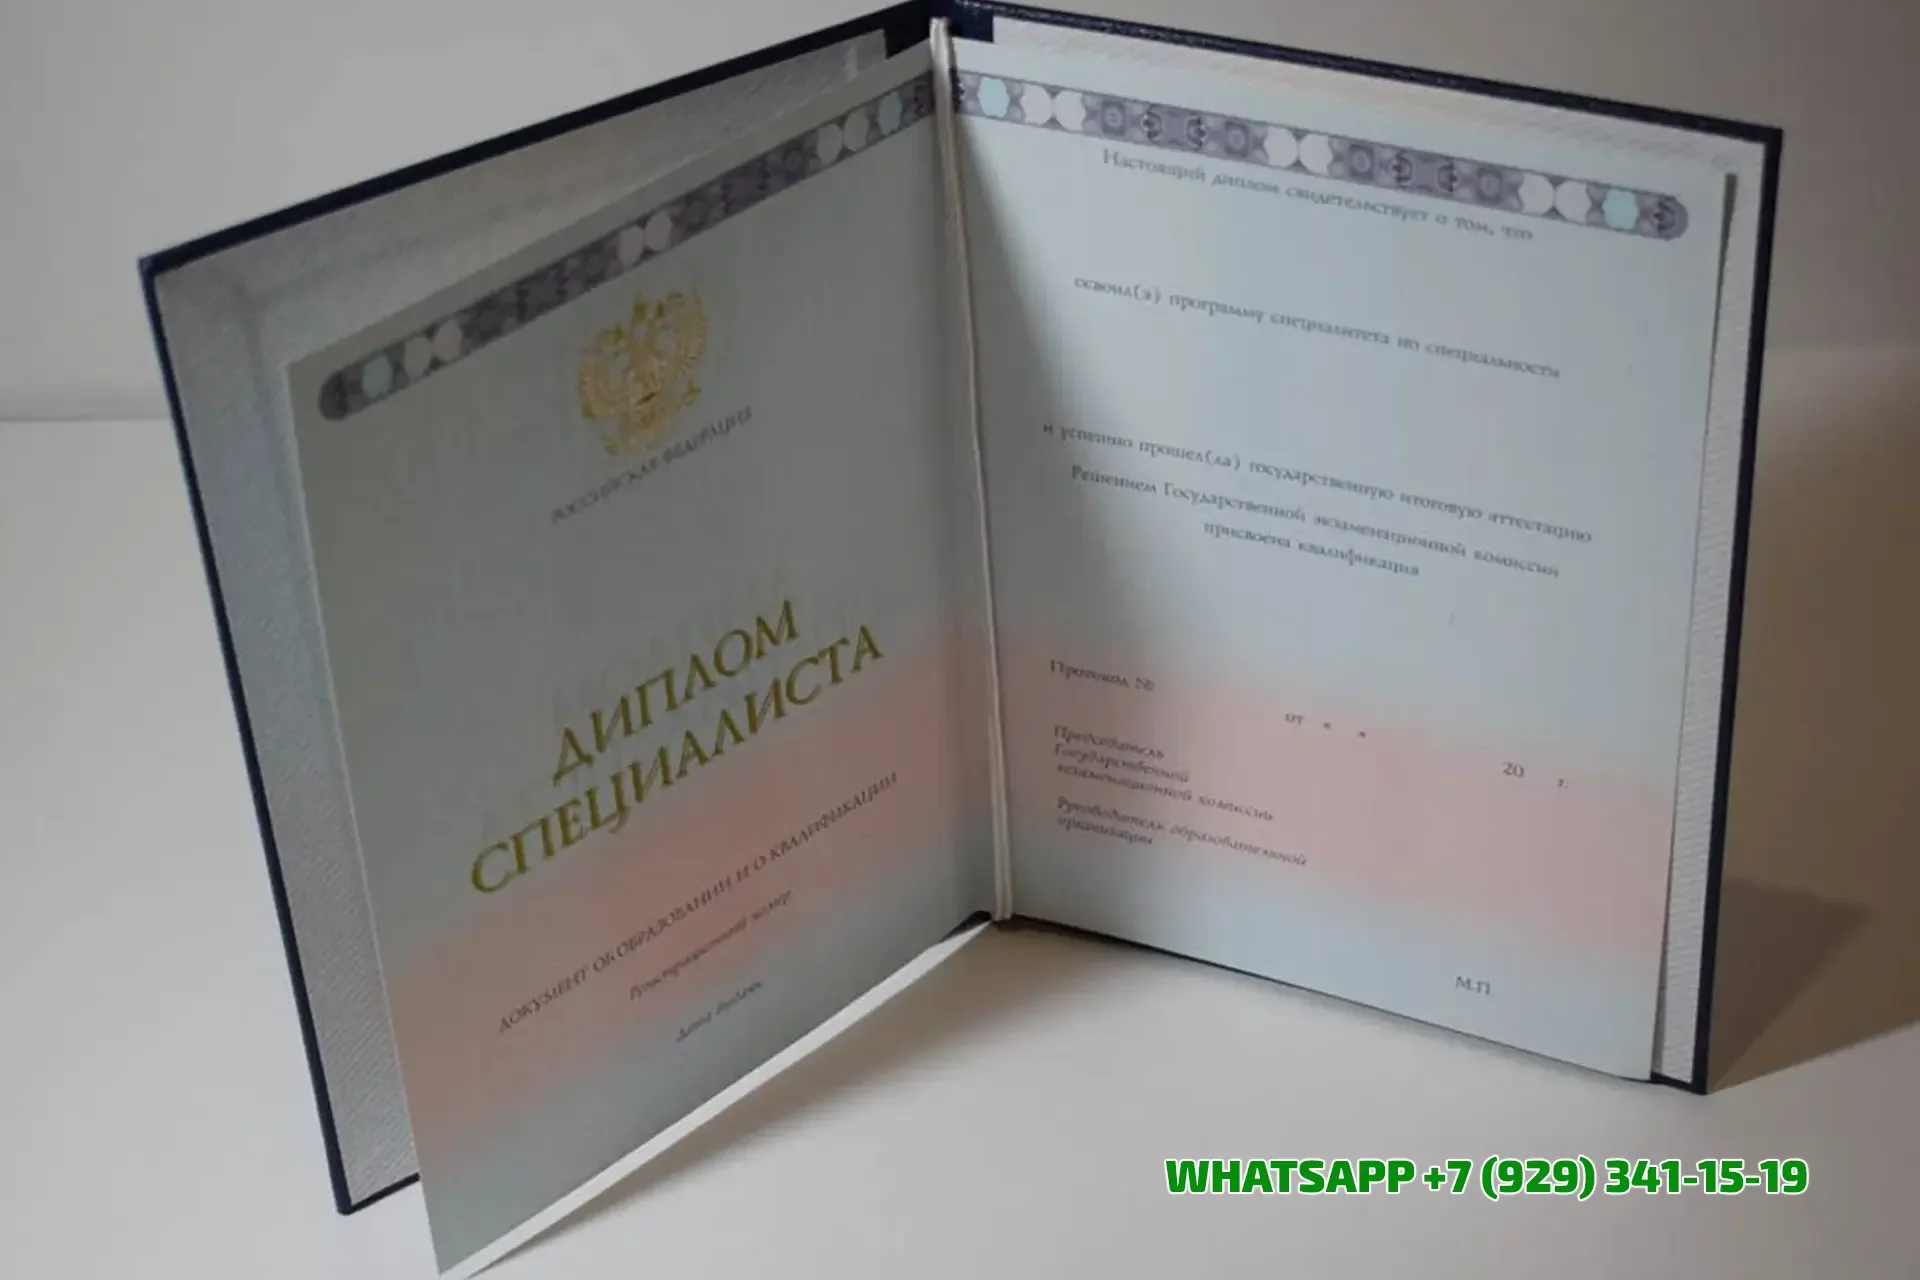 РОССИЙСКАЯ ФЕДЕРАЦИЯ
ДИПЛОМ
СПЕЦИАЛИСТА
ДОКУМЕНТ ОБ ОБРАЗОВАНИИ И О КВАЛИФИКАЦИИ
Регистрационный номер
Дата выдачи
Настоящий диплом свидетельствует о том, что
освоил(а) программу специалитета по специальности
и успешно прошел(ла) государственную итоговую аттестацию
Решением Государственной экзаменационной комиссии
присвоена квалификация
Протокол №
от « »
20 г.
Председатель
Государственной
экзаменационной комиссии
Руководитель образовательной
организации
М.П.
WHATSAPP +7 (929) 341-15-19